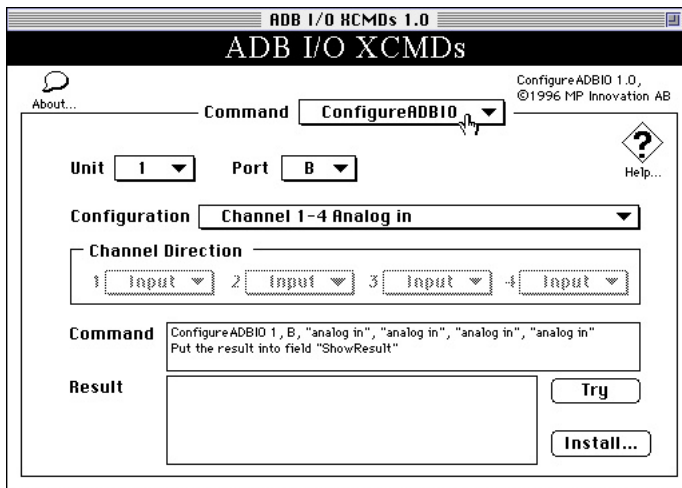 ADB I/O XCMDs 1.0
ADB I/O XCMDs
About...
ConfigureADBIO 1.0,
©1996 MP Innovation AB
Command ConfigureADBIO
Help...
Unit 1 Port B
Configuration Channel 1-4 Analog in
Channel Direction
1 Input 2 Input 3 Input 4 Input
Command ConfigureADBIO 1, B, "analog in", "analog in", "analog in", "analog in"
Put the result into field "ShowResult"
Result
Try
Install...